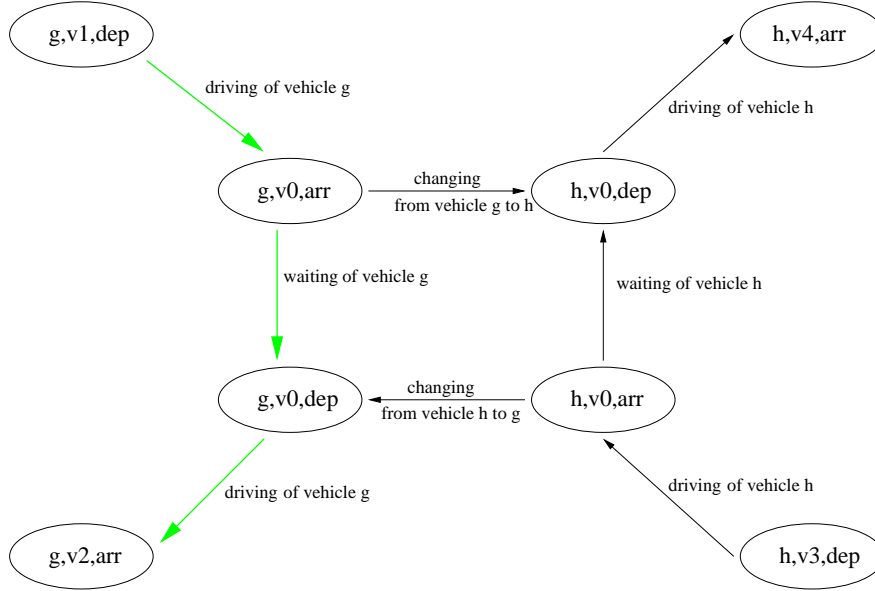 g,v1,dep
h,v4,arr
driving of vehicle g
driving of vehicle h
g,v0,arr
changing
from vehicle g to h
h,v0,dep
waiting of vehicle g
waiting of vehicle h
g,v0,dep
changing
from vehicle h to g
h,v0,arr
driving of vehicle g
driving of vehicle h
g,v2,arr
h,v3,dep